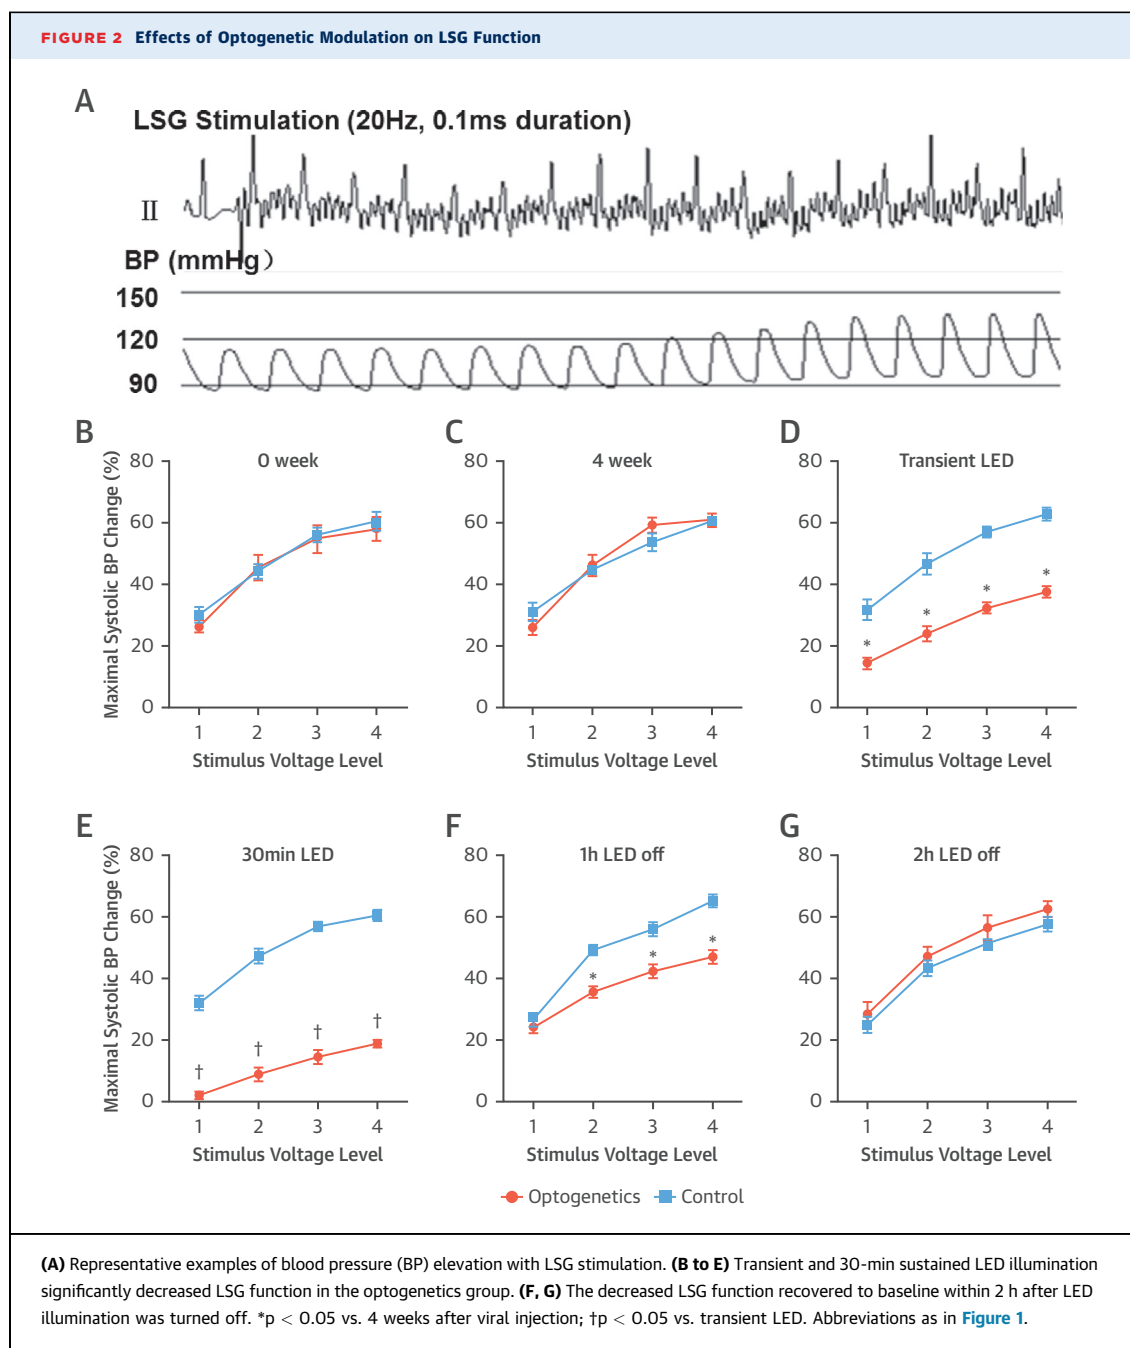 FIGURE 2 Effects of Optogenetic Modulation on LSG Function
A
LSG Stimulation (20Hz, 0.1ms duration)
II
BP (mmHg)
150
120
90
B
0 week
Maximal Systolic BP Change (%)
80
60
40
20
0
1 2 3 4
Stimulus Voltage Level
C
4 week
80
60
40
20
0
1 2 3 4
Stimulus Voltage Level
D
Transient LED
80
60
40
20
0
* * * *
1 2 3 4
Stimulus Voltage Level
E
30min LED
Maximal Systolic BP Change (%)
80
60
40
20
0
† † † †
1 2 3 4
Stimulus Voltage Level
F
1h LED off
80
60
40
20
0
* * *
1 2 3 4
Stimulus Voltage Level
G
2h LED off
80
60
40
20
0
1 2 3 4
Stimulus Voltage Level
Optogenetics Control
(A) Representative examples of blood pressure (BP) elevation with LSG stimulation. (B to E) Transient and 30-min sustained LED illumination
significantly decreased LSG function in the optogenetics group. (F, G) The decreased LSG function recovered to baseline within 2 h after LED
illumination was turned off. *p < 0.05 vs. 4 weeks after viral injection; †p < 0.05 vs. transient LED. Abbreviations as in Figure 1.